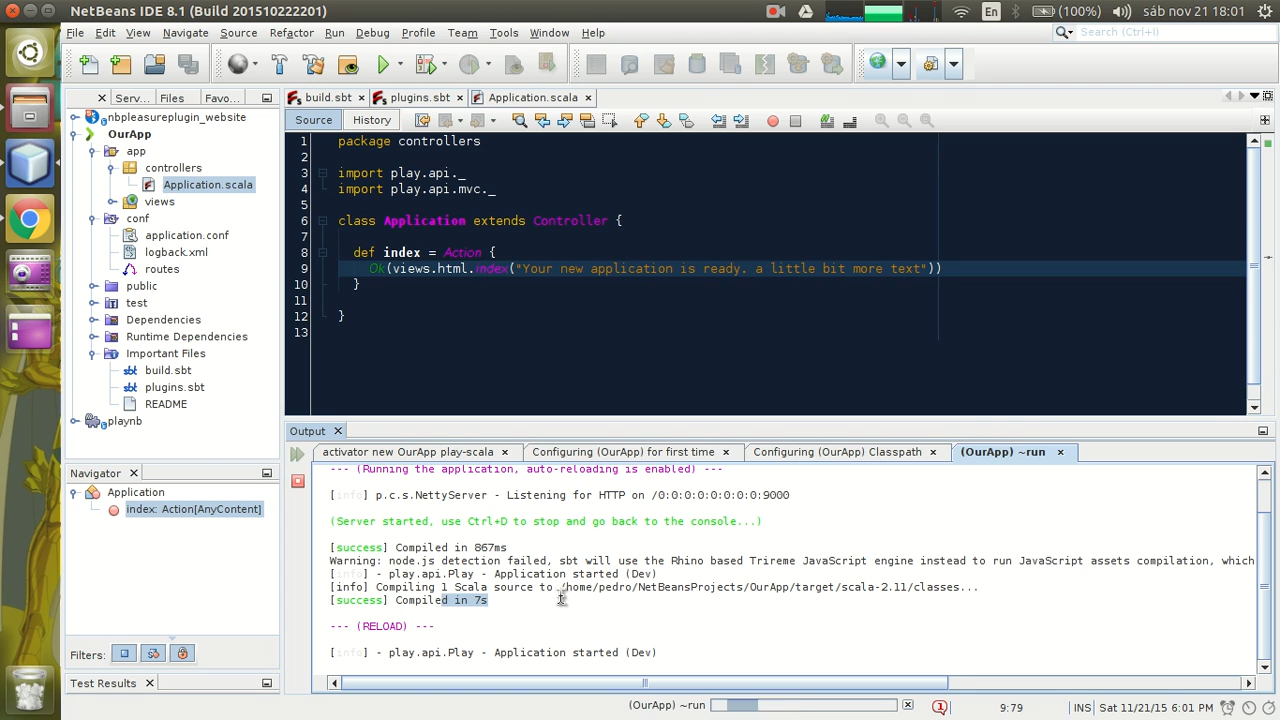 NetBeans IDE 8.1 (Build 201510222201)
En
(100%)
sáb nov 21 18:01
File Edit View Navigate Source Refactor Run Debug Profile Team Tools Window Help
Search (Ctrl+I)
Serv... Files Favo...
build.sbt plugins.sbt Application.scala
nbpleasureplugin_website
OurApp
app
controllers
Application.scala
views
conf
application.conf
logback.xml
routes
public
test
Dependencies
Runtime Dependencies
Important Files
build.sbt
plugins.sbt
README
playnb
Source History
1 package controllers
2
3 import play.api._
4 import play.api.mvc._
5
6 class Application extends Controller {
7
8 def index = Action {
9 Ok(views.html.index("Your new application is ready. a little bit more text"))
10 }
11
12 }
13
Navigator
Application
index: Action[AnyContent]
Filters:
Test Results
Output
activator new OurApp play-scala Configuring (OurApp) for first time Configuring (OurApp) Classpath (OurApp) ~run
--- (Running the application, auto-reloading is enabled) ---
[info] p.c.s.NettyServer - Listening for HTTP on /0:0:0:0:0:0:0:0:9000
(Server started, use Ctrl+D to stop and go back to the console...)
[success] Compiled in 867ms
Warning: node.js detection failed, sbt will use the Rhino based Trireme JavaScript engine instead to run JavaScript assets compilation, which
[info] - play.api.Play - Application started (Dev)
[info] Compiling 1 Scala source to /home/pedro/NetBeansProjects/OurApp/target/scala-2.11/classes...
[success] Compiled in 7s
--- (RELOAD) ---
[info] - play.api.Play - Application started (Dev)
(OurApp) ~run
1
9:79
INS
Sat 11/21/15 6:01 PM